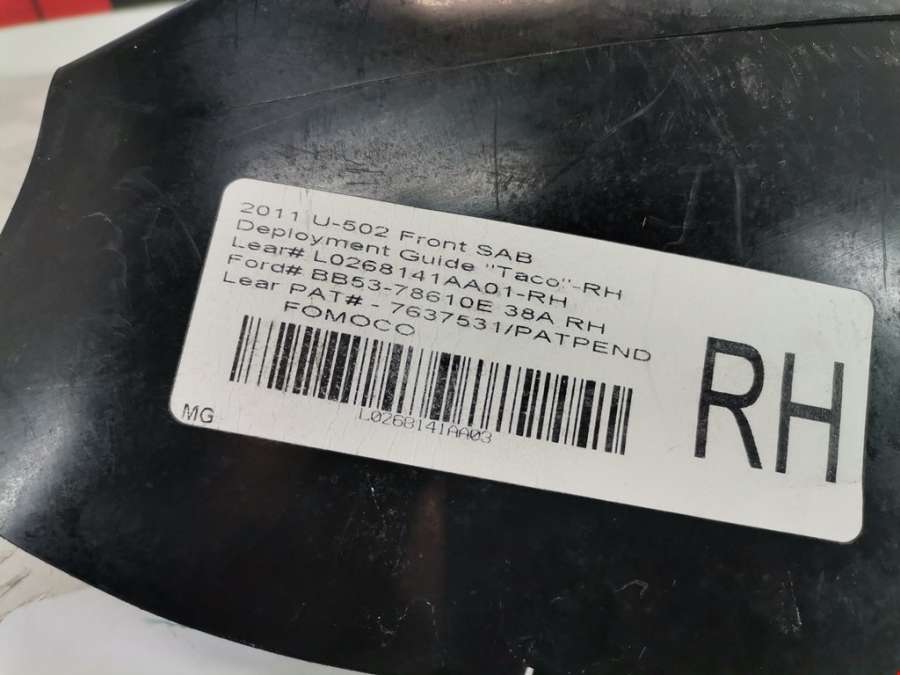 2011 U-502 Front SAB
Deployment Guide "Taco"-RH
Lear# L0268141AA01-RH
Ford# BB53-78610E 38A RH
Lear PAT# - 7637531/PATPEND
FOMOCO
L0268141AA03
MG
RH